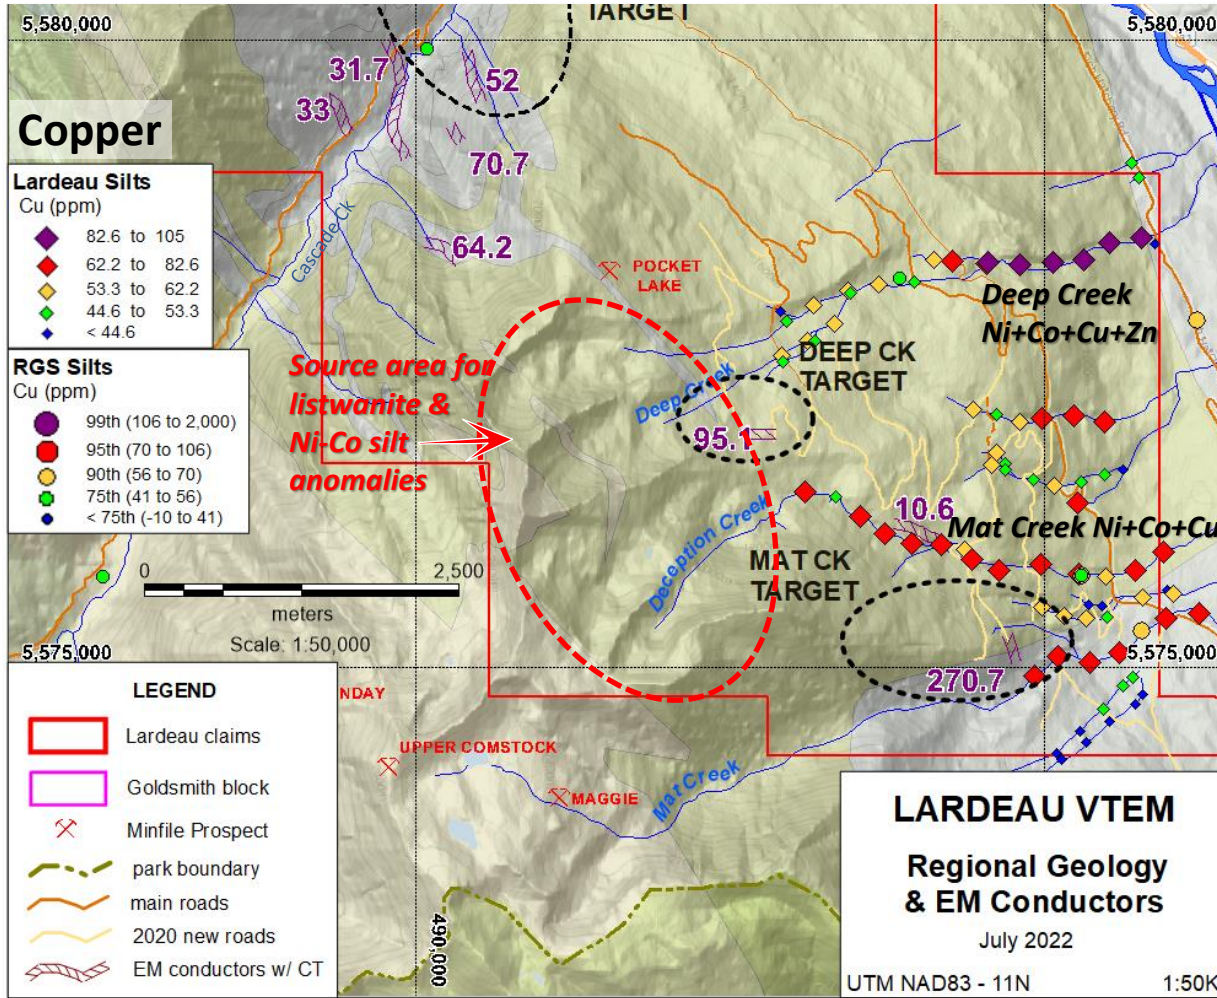 TARGET
5,580,000
5,580,000
31.7
52
33
Copper
70.7
Lardeau Silts
Cu (ppm)
82.6 to 105
62.2 to 82.6
53.3 to 62.2
44.6 to 53.3
< 44.6
Cascade Ck
64.2
POCKET
LAKE
Deep Creek
Ni+Co+Cu+Zn
RGS Silts
Cu (ppm)
99th (106 to 2,000)
95th (70 to 106)
90th (56 to 70)
75th (41 to 56)
< 75th (-10 to 41)
Source area for
listwanite &
Ni-Co silt
anomalies
DEEP CK
TARGET
Deep Creek
95.1
10.6
Mat Creek Ni+Co+Cu
Deception Creek
MAT CK
TARGET
0 2,500
meters
Scale: 1:50,000
5,575,000
5,575,000
270.7
LEGEND
Lardeau claims
Goldsmith block
Minfile Prospect
park boundary
main roads
2020 new roads
EM conductors w/ CT
NDAY
UPPER COMSTOCK
MAGGIE
Mat Creek
490,000
LARDEAU VTEM
Regional Geology
& EM Conductors
July 2022
UTM NAD83 - 11N 1:50K